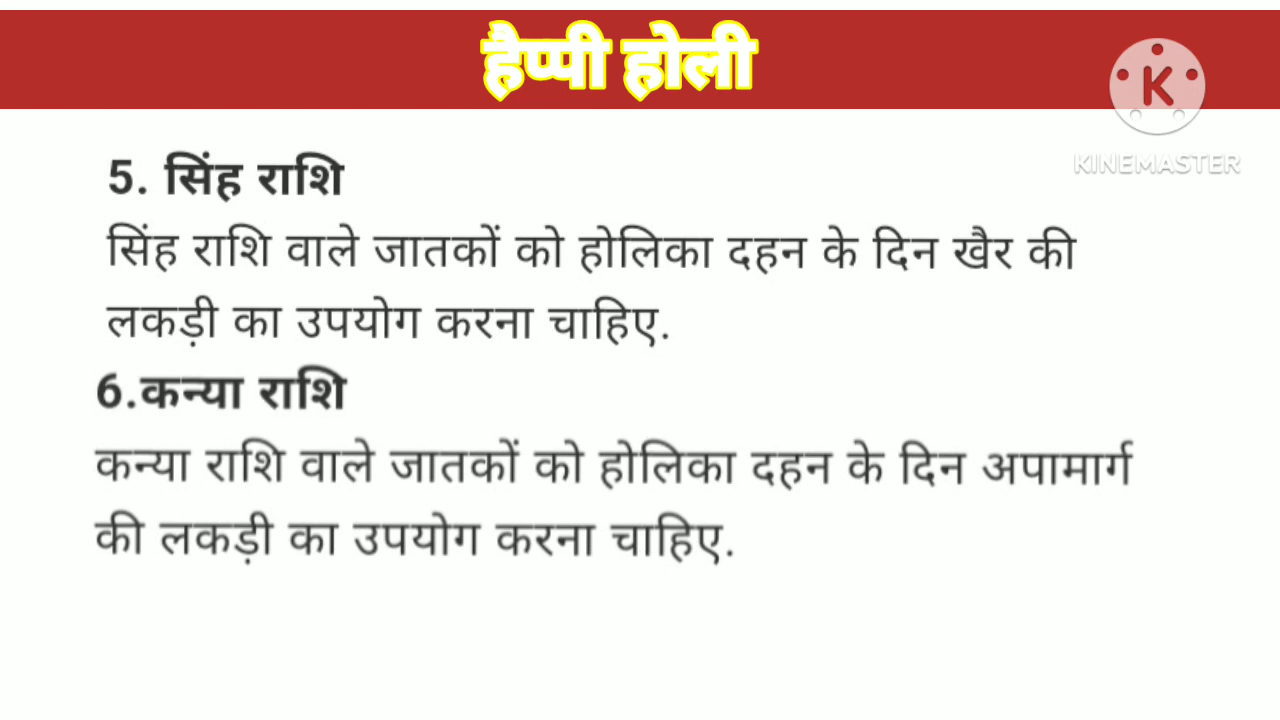 हैप्पी होली
K
KINEMASTER
5. सिंह राशि
सिंह राशि वाले जातकों को होलिका दहन के दिन खैर की
लकड़ी का उपयोग करना चाहिए.
6.कन्या राशि
कन्या राशि वाले जातकों को होलिका दहन के दिन अपामार्ग
की लकड़ी का उपयोग करना चाहिए.